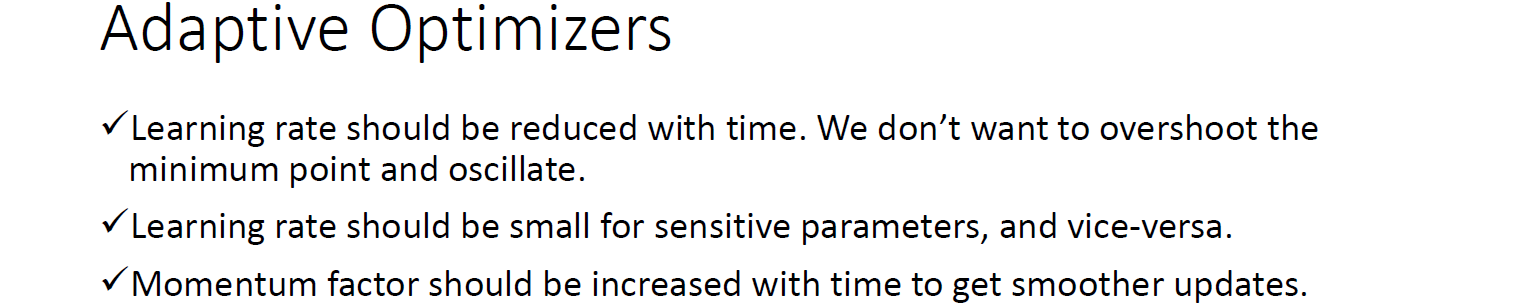 Adaptive Optimizers
✓Learning rate should be reduced with time. We don’t want to overshoot the
minimum point and oscillate.
✓Learning rate should be small for sensitive parameters, and vice-versa.
✓Momentum factor should be increased with time to get smoother updates.